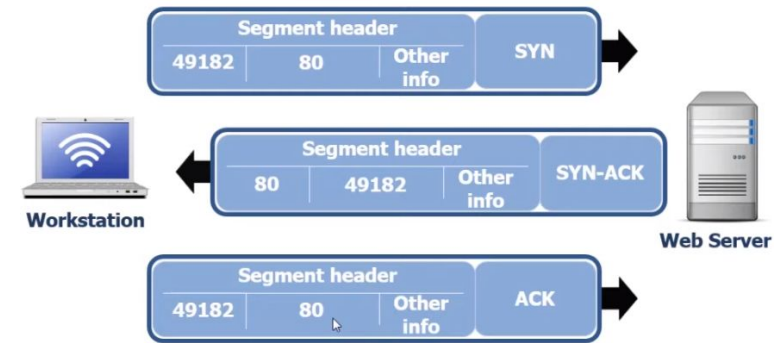 Segment header
49182 80 Other info SYN
Workstation
Segment header
80 49182 Other info SYN-ACK
Web Server
Segment header
49182 80 Other info ACK